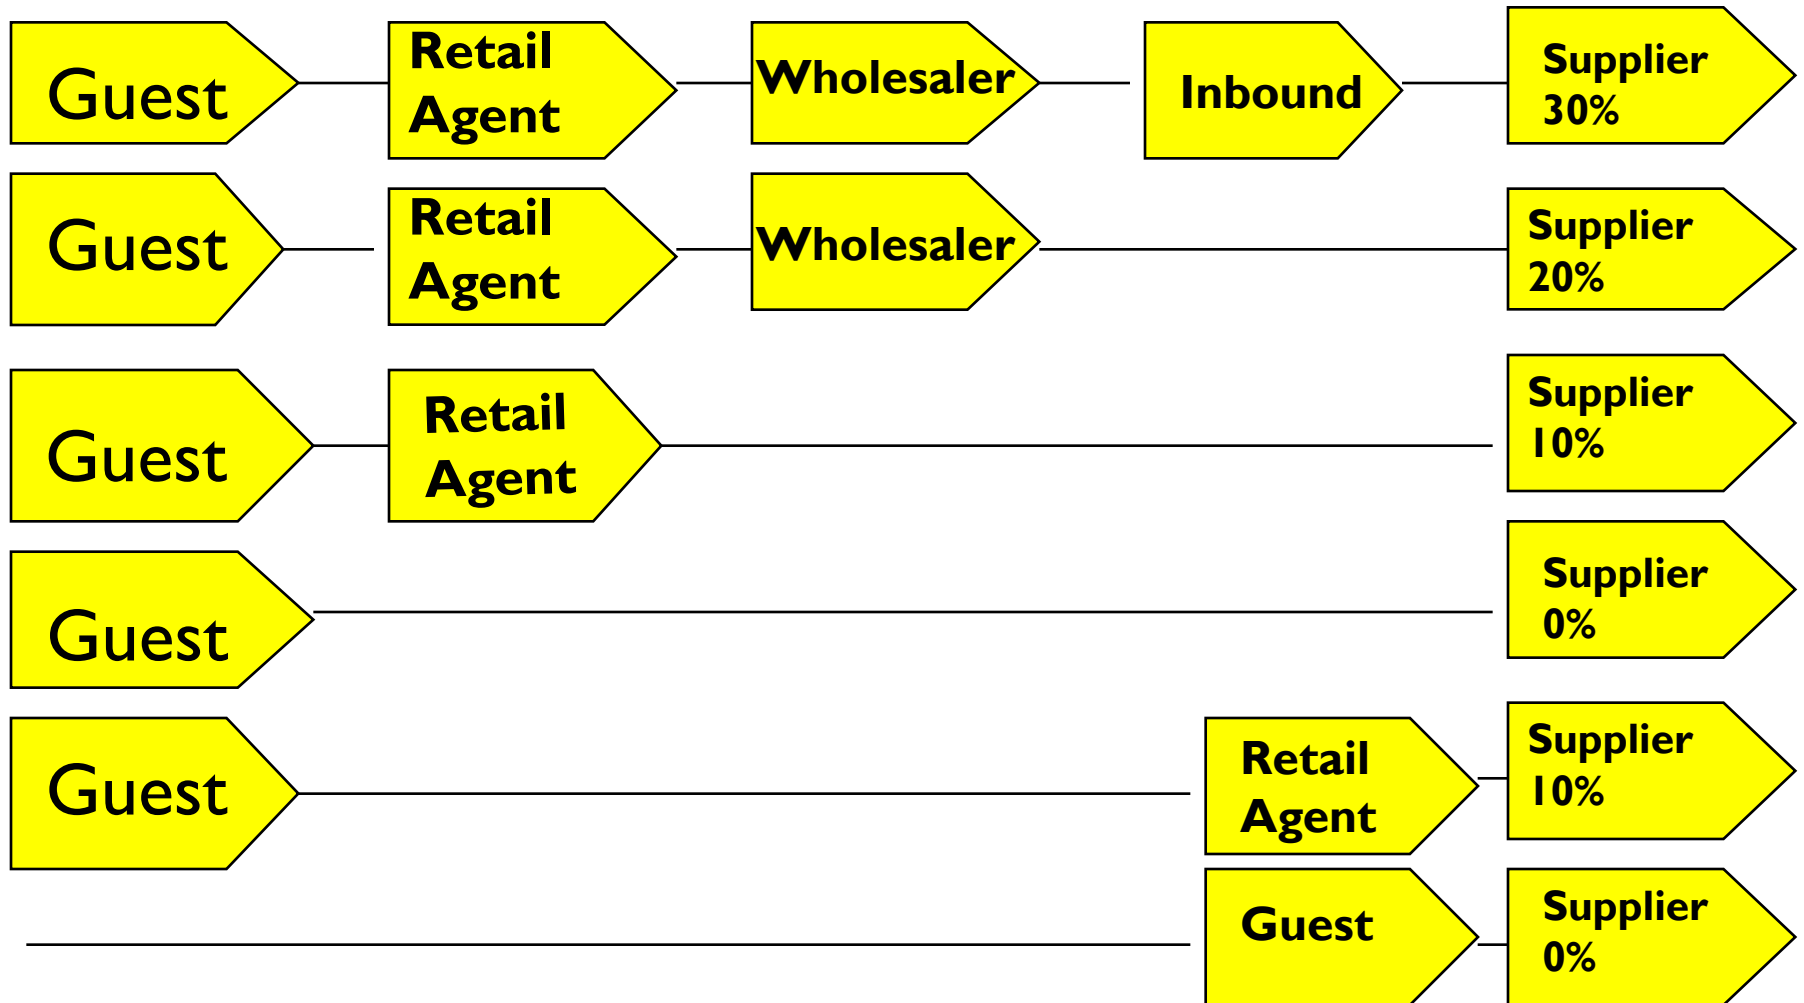 Guest
Retail
Agent
Wholesaler
Inbound
Supplier
30%
Guest
Retail
Agent
Wholesaler
Supplier
20%
Guest
Retail
Agent
Supplier
10%
Guest
Supplier
0%
Guest
Retail
Agent
Supplier
10%
Guest
Supplier
0%